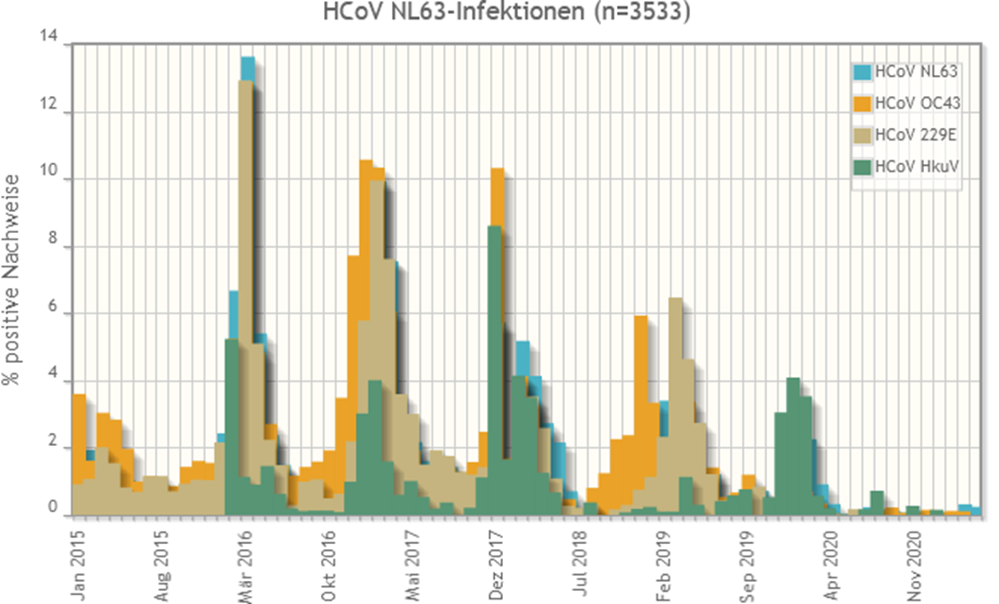 HCoV NL63-Infektionen (n=3533)
% positive Nachweise
14
12
10
8
6
4
2
0
HCoV NL63
HCoV OC43
HCoV 229E
HCoV HkuV
Jan 2015
Aug 2015
Mär 2016
Okt 2016
Mai 2017
Dez 2017
Jul 2018
Feb 2019
Sep 2019
Apr 2020
Nov 2020